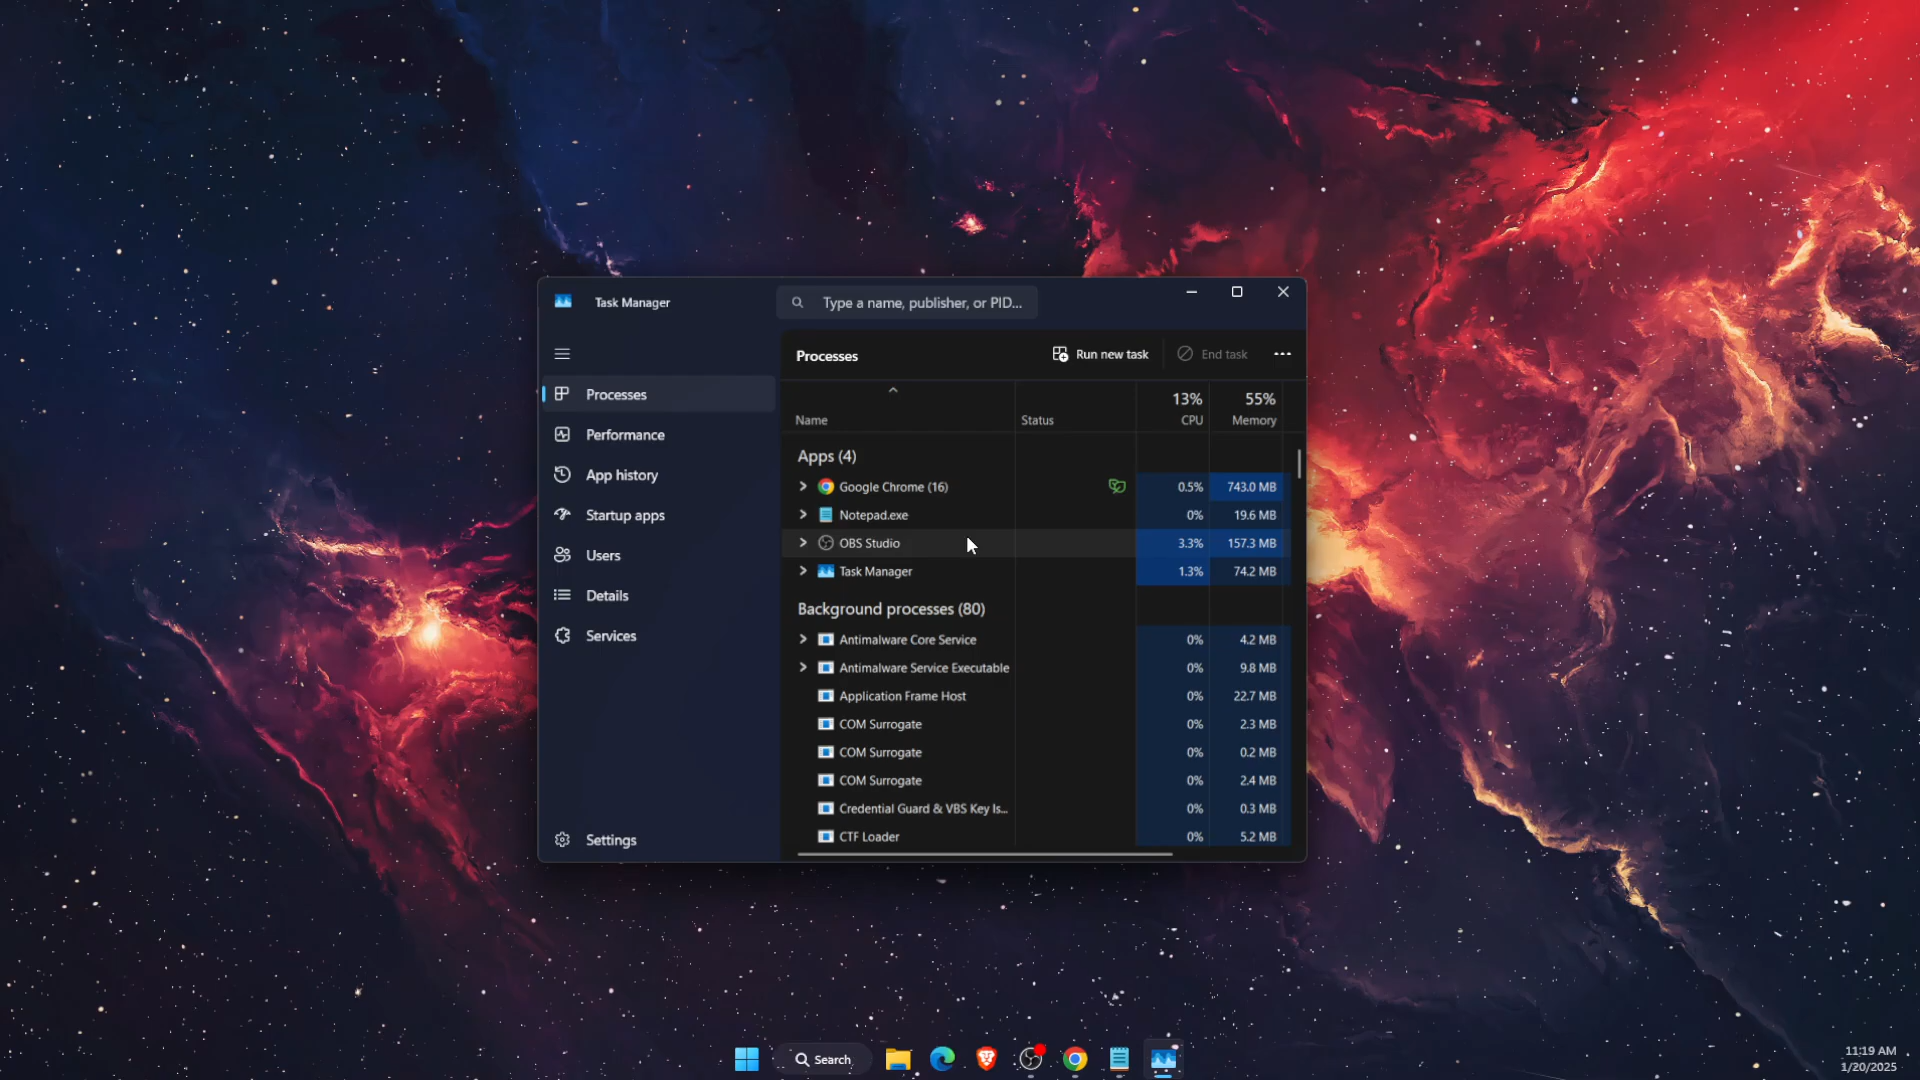 Task Manager
Type a name, publisher, or PID...
Processes
Run new task
End task
Processes
Performance
App history
Startup apps
Users
Details
Services
Settings
13% 55%
Name Status CPU Memory
Apps (4)
Google Chrome (16) 0.5% 743.0 MB
Notepad.exe 0% 19.6 MB
OBS Studio 3.3% 157.3 MB
Task Manager 1.3% 74.2 MB
Background processes (80)
Antimalware Core Service 0% 4.2 MB
Antimalware Service Executable 0% 9.8 MB
Application Frame Host 0% 22.7 MB
COM Surrogate 0% 2.3 MB
COM Surrogate 0% 0.2 MB
COM Surrogate 0% 2.4 MB
Credential Guard & VBS Key Is... 0% 0.3 MB
CTF Loader 0% 5.2 MB
Search
11:19 AM
1/20/2025